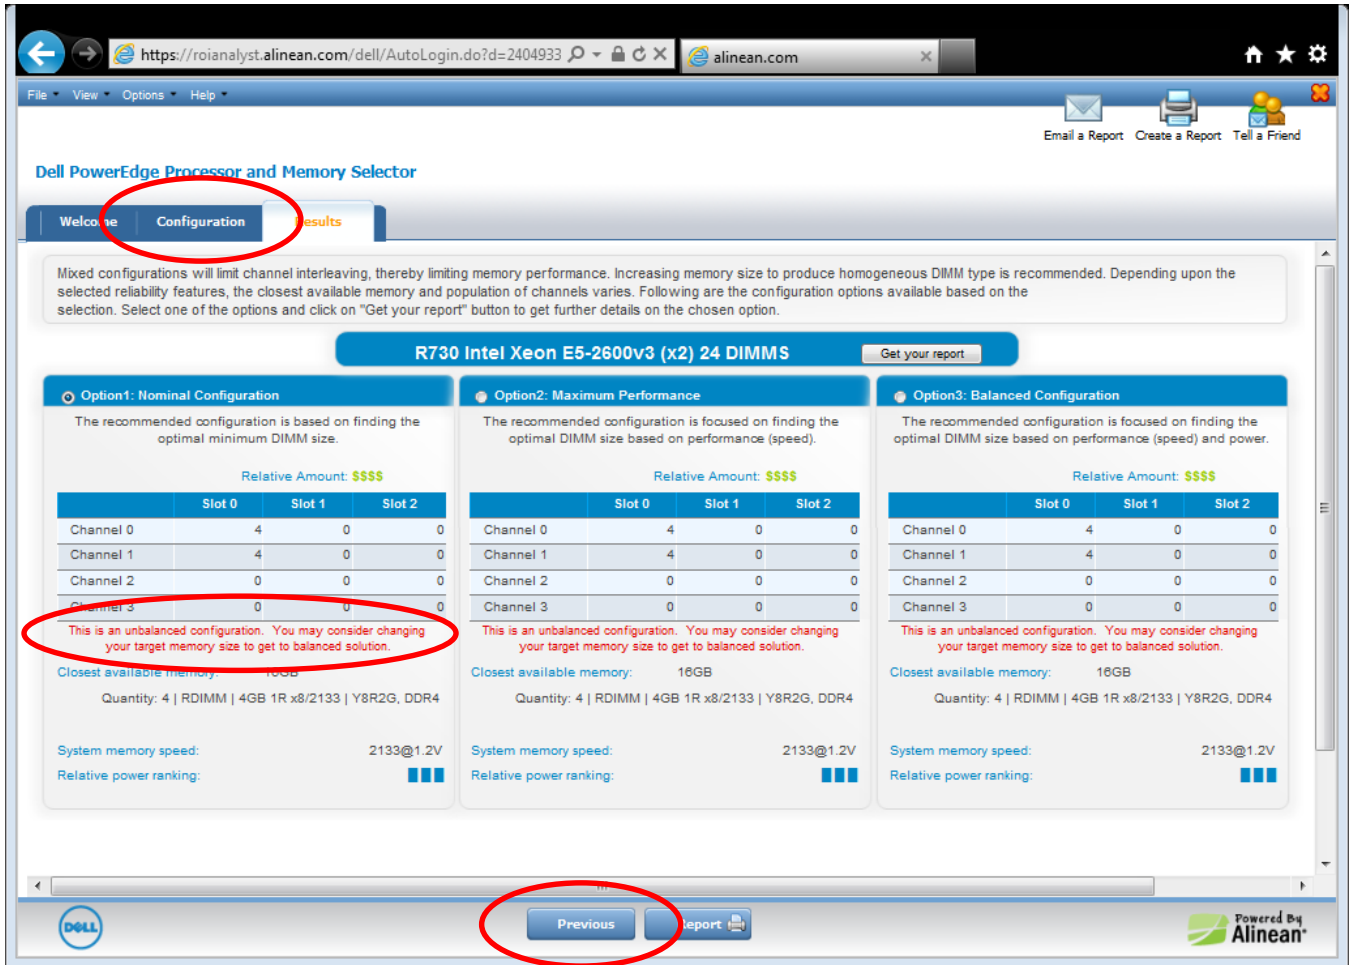 https://roianalyst.alinean.com/dell/AutoLogin.do?d=2404933
alinean.com
File View Options Help
Email a Report Create a Report Tell a Friend
Dell PowerEdge Processor and Memory Selector
Welcome Configuration Results
Mixed configurations will limit channel interleaving, thereby limiting memory performance. Increasing memory size to produce homogeneous DIMM type is recommended. Depending upon the
selected reliability features, the closest available memory and population of channels varies. Following are the configuration options available based on the
selection. Select one of the options and click on "Get your report" button to get further details on the chosen option.
R730 Intel Xeon E5-2600v3 (x2) 24 DIMMS Get your report
Option1: Nominal Configuration
The recommended configuration is based on finding the
optimal minimum DIMM size.
Relative Amount: $$$$
Slot 0 Slot 1 Slot 2
Channel 0 4 0 0
Channel 1 4 0 0
Channel 2 0 0 0
Channel 3 0 0 0
This is an unbalanced configuration. You may consider changing
your target memory size to get to balanced solution.
Closest available memory: 16GB
Quantity: 4 | RDIMM | 4GB 1R x8/2133 | Y8R2G, DDR4
System memory speed: 2133@1.2V
Relative power ranking:
Option2: Maximum Performance
The recommended configuration is focused on finding the
optimal DIMM size based on performance (speed).
Relative Amount: $$$$
Slot 0 Slot 1 Slot 2
Channel 0 4 0 0
Channel 1 4 0 0
Channel 2 0 0 0
Channel 3 0 0 0
This is an unbalanced configuration. You may consider changing
your target memory size to get to balanced solution.
Closest available memory: 16GB
Quantity: 4 | RDIMM | 4GB 1R x8/2133 | Y8R2G, DDR4
System memory speed: 2133@1.2V
Relative power ranking:
Option3: Balanced Configuration
The recommended configuration is focused on finding the
optimal DIMM size based on performance (speed) and power.
Relative Amount: $$$$
Slot 0 Slot 1 Slot 2
Channel 0 4 0 0
Channel 1 4 0 0
Channel 2 0 0 0
Channel 3 0 0 0
This is an unbalanced configuration. You may consider changing
your target memory size to get to balanced solution.
Closest available memory: 16GB
Quantity: 4 | RDIMM | 4GB 1R x8/2133 | Y8R2G, DDR4
System memory speed: 2133@1.2V
Relative power ranking:
DELL
Previous Report
Powered By
Alinean